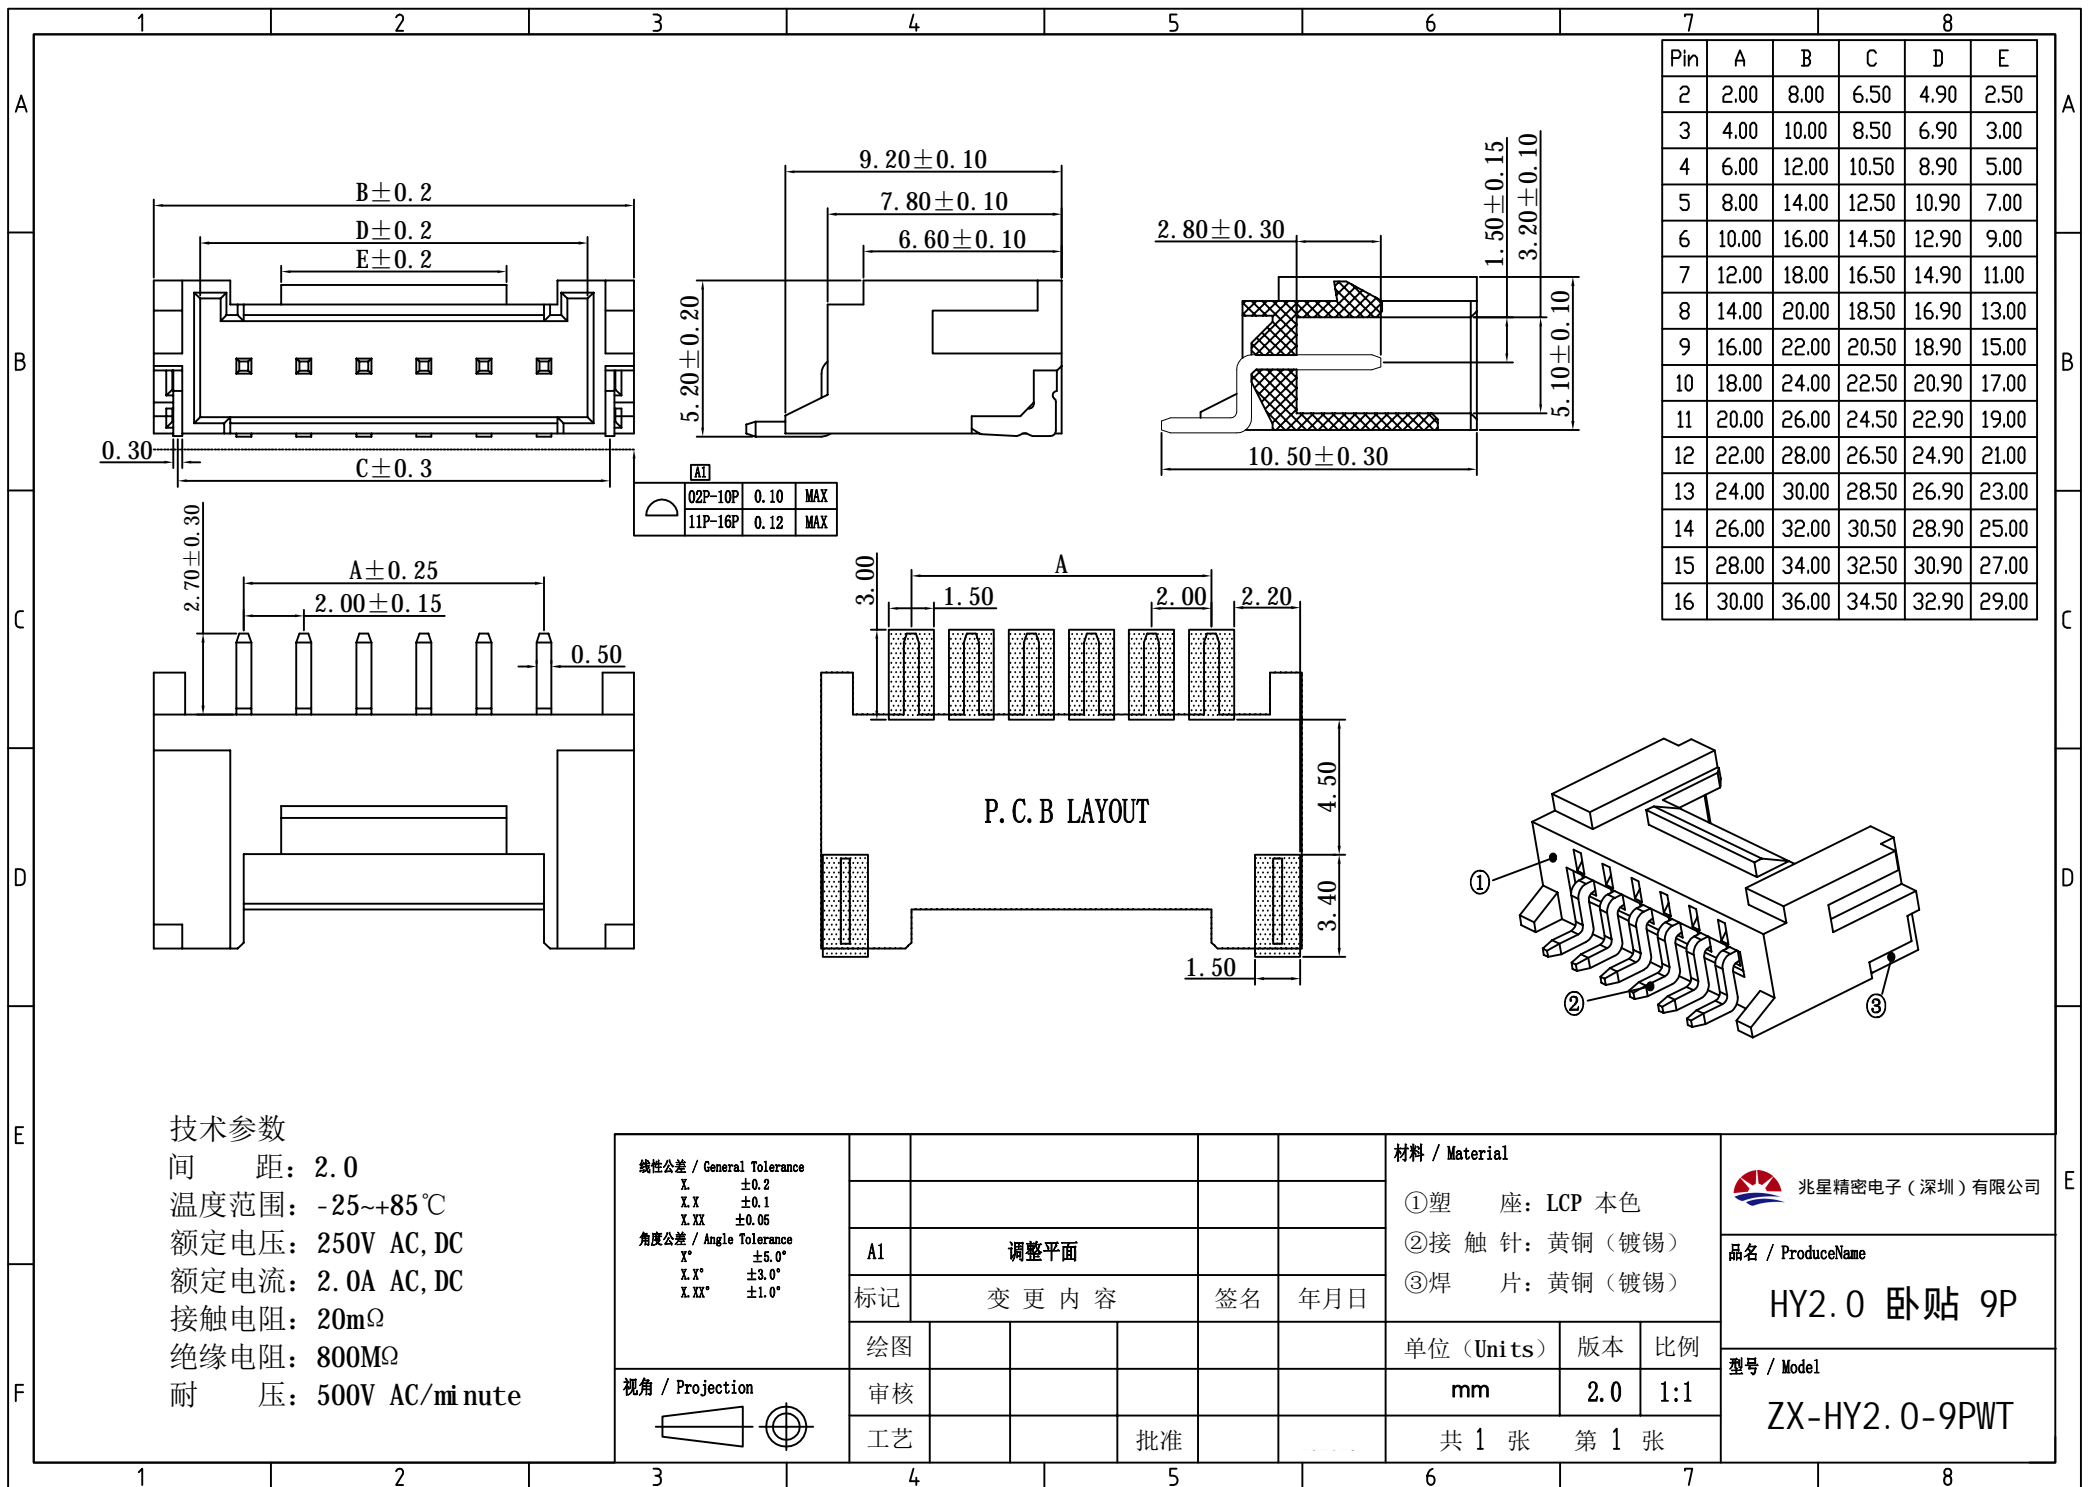 1 2 3 4 5 6 7 8
A
B
C
D
E
F
A
B
C
D
E
Pin A B C D E
2 2.00 8.00 6.50 4.90 2.50
3 4.00 10.00 8.50 6.90 3.00
4 6.00 12.00 10.50 8.90 5.00
5 8.00 14.00 12.50 10.90 7.00
6 10.00 16.00 14.50 12.90 9.00
7 12.00 18.00 16.50 14.90 11.00
8 14.00 20.00 18.50 16.90 13.00
9 16.00 22.00 20.50 18.90 15.00
10 18.00 24.00 22.50 20.90 17.00
11 20.00 26.00 24.50 22.90 19.00
12 22.00 28.00 26.50 24.90 21.00
13 24.00 30.00 28.50 26.90 23.00
14 26.00 32.00 30.50 28.90 25.00
15 28.00 34.00 32.50 30.90 27.00
16 30.00 36.00 34.50 32.90 29.00
B±0.2
D±0.2
E±0.2
0.30
C±0.3
9.20±0.10
7.80±0.10
6.60±0.10
5.20±0.20
2.80±0.30
1.50±0.15
3.20±0.10
5.10±0.10
10.50±0.30
A1
02P-10P 0.10 MAX
11P-16P 0.12 MAX
2.70±0.30
A±0.25
2.00±0.15
0.50
3.00
A
1.50
2.00
2.20
4.50
3.40
1.50
P.C.B LAYOUT
①
②
③
技术参数
间 距: 2.0
温度范围: -25~+85℃
额定电压: 250V AC,DC
额定电流: 2.0A AC,DC
接触电阻: 20mΩ
绝缘电阻: 800MΩ
耐 压: 500V AC/minute
线性公差 / General Tolerance
X. ±0.2
X.X ±0.1
X.XX ±0.05
角度公差 / Angle Tolerance
X° ±5.0°
X.X° ±3.0°
X.XX° ±1.0°
视角 / Projection
A1 调整平面
标记 变 更 内 容 签名 年月日
绘图
审核
工艺 批准
材料 / Material
①塑 座: LCP 本色
②接 触 针: 黄铜（镀锡）
③焊 片: 黄铜（镀锡）
单位（Units） 版本 比例
mm 2.0 1:1
共 1 张 第 1 张
兆星精密电子（深圳）有限公司
品名 / ProduceName
HY2.0 卧贴 9P
型号 / Model
ZX-HY2.0-9PWT
1 2 3 4 5 6 7 8